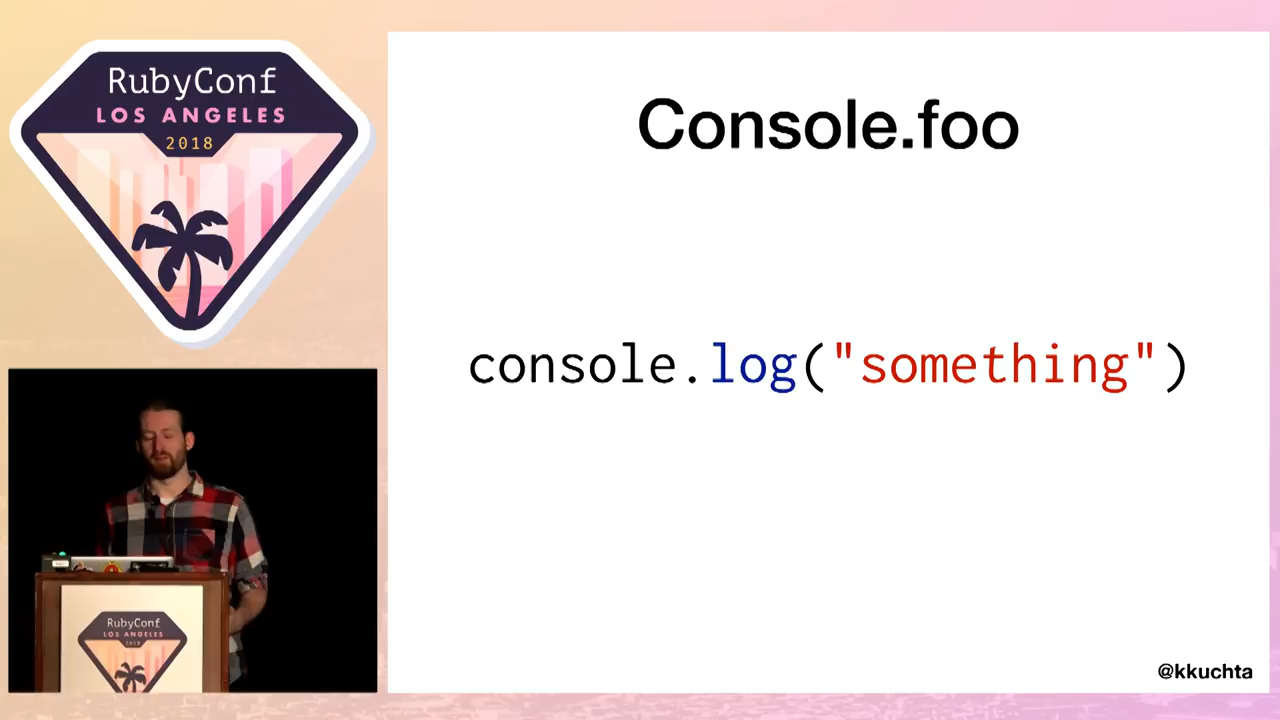 RubyConf
LOS ANGELES
2018
Console.foo
console.log("something")
RubyConf
LOS ANGELES
2018
@kkuchta